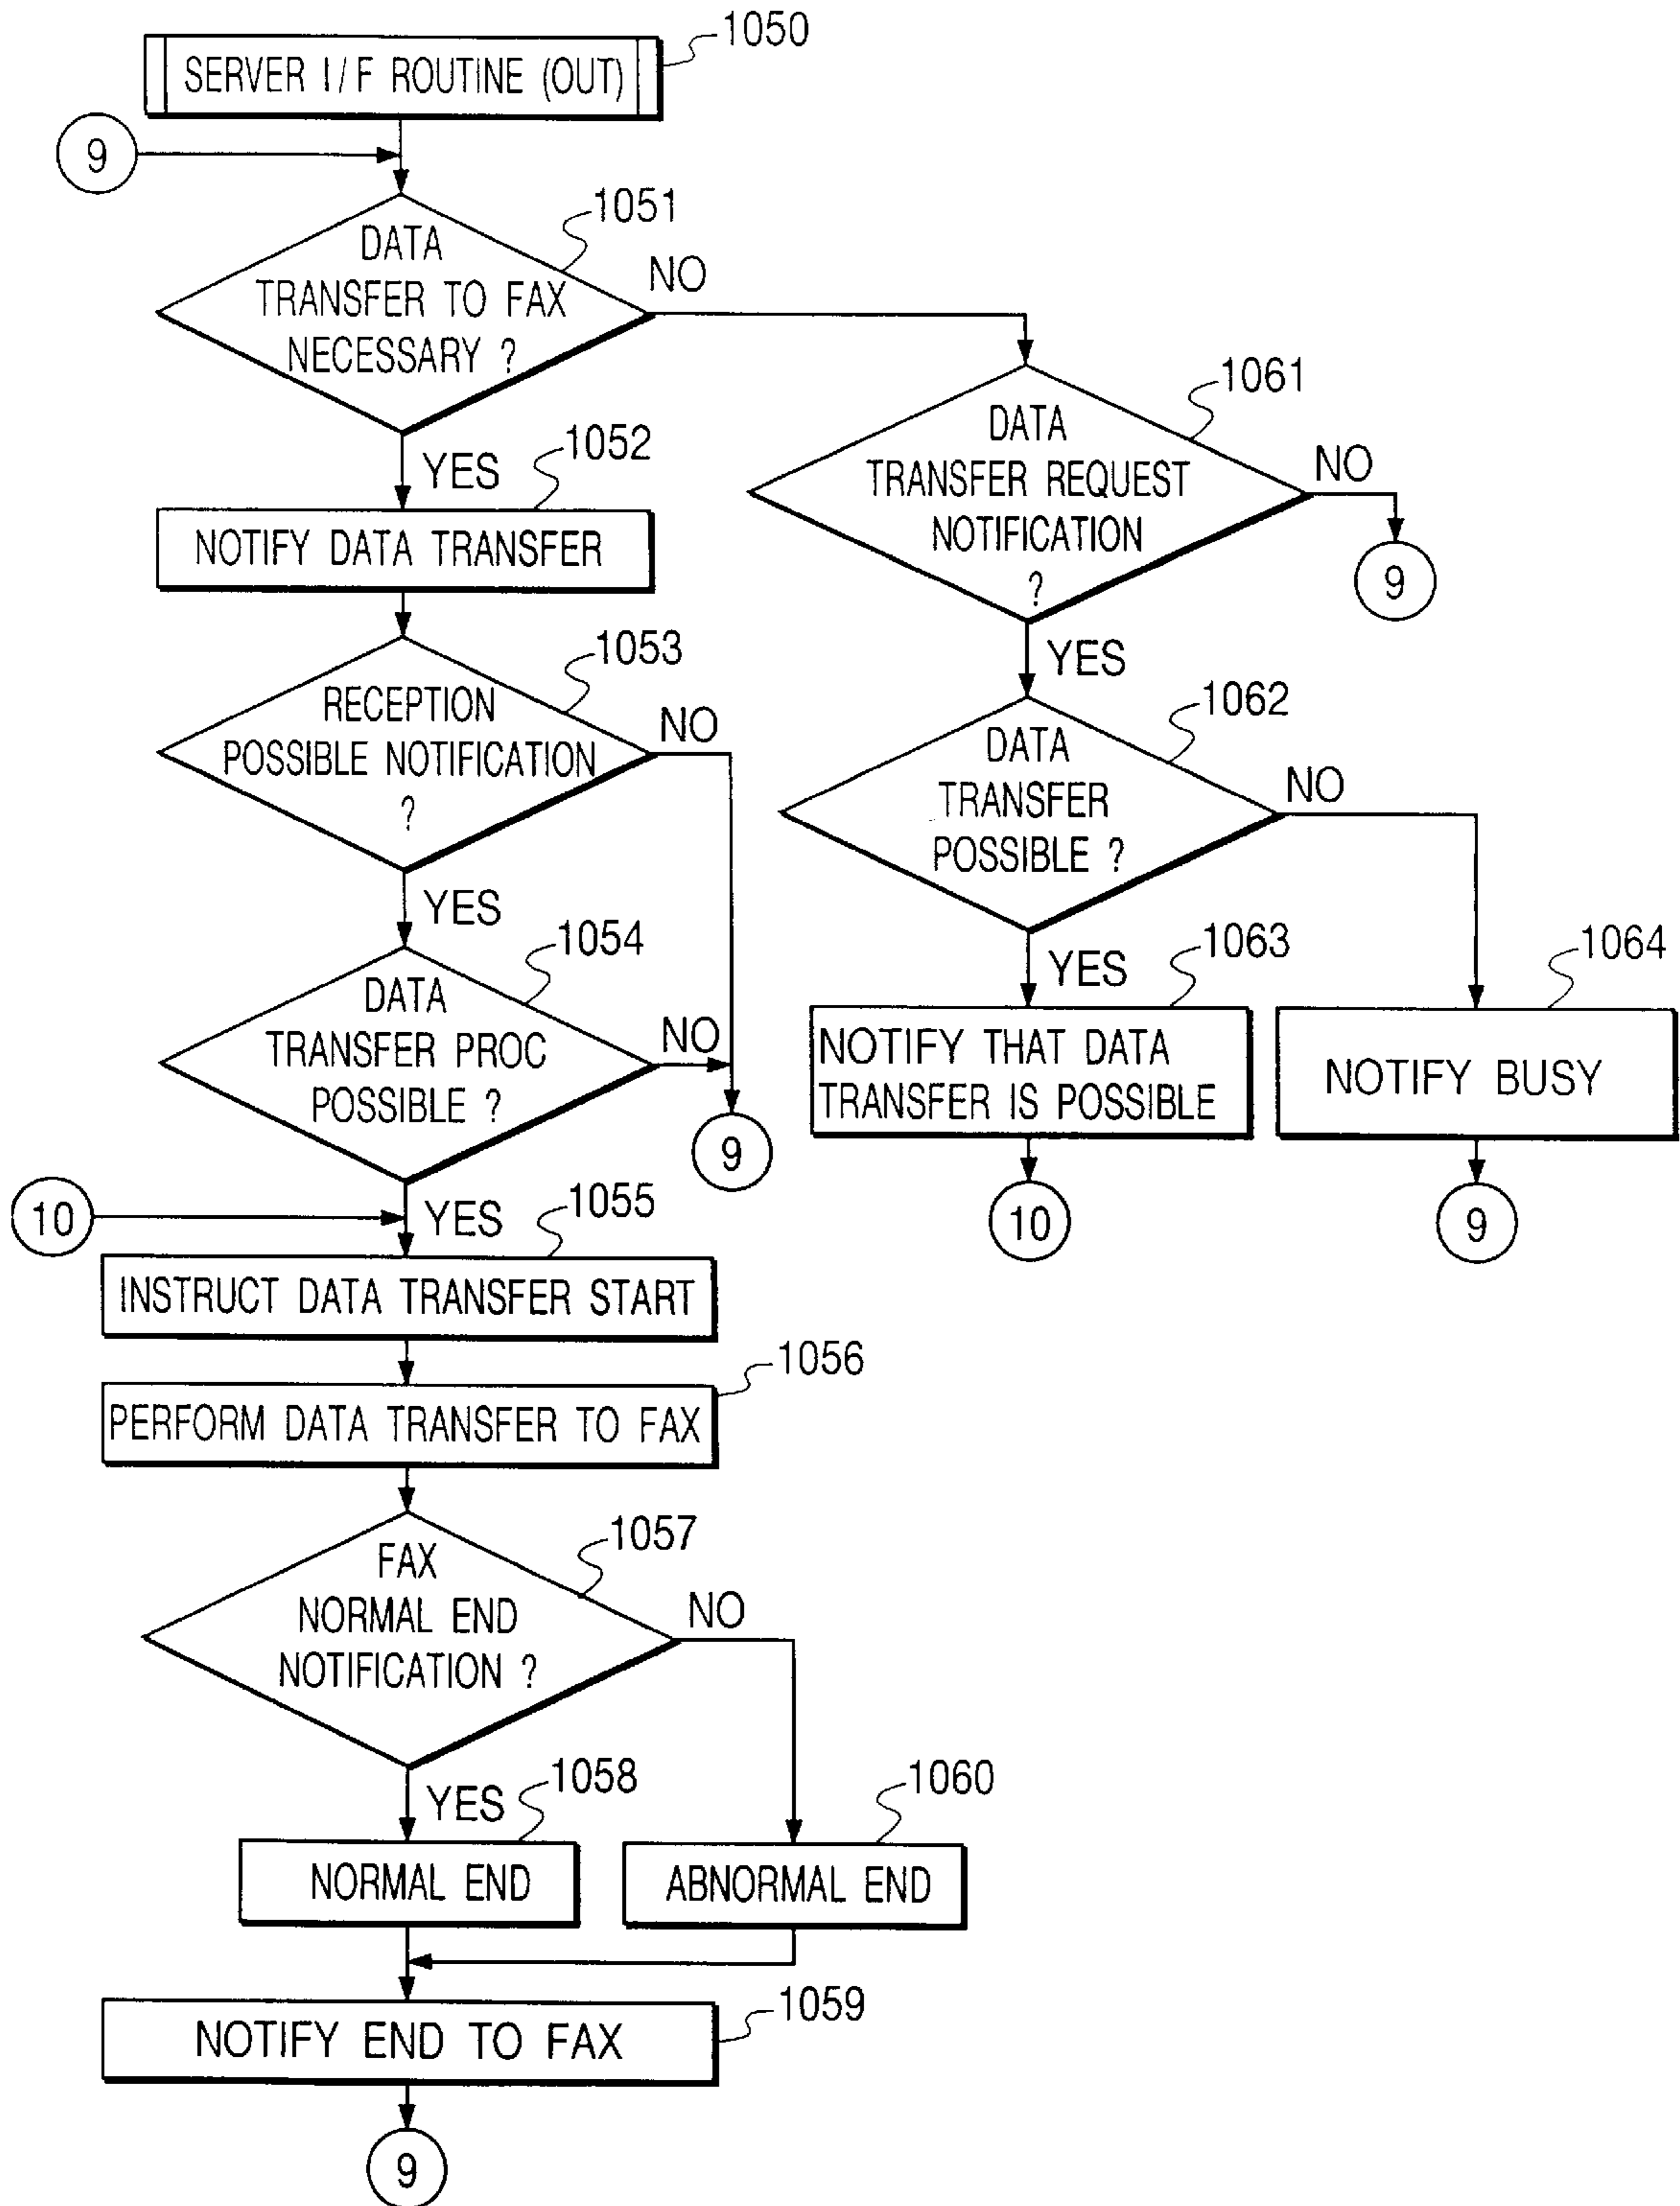 1050
SERVER I/F ROUTINE (OUT)
9
1051
DATA
TRANSFER TO FAX
NECESSARY ?
NO
YES
1052
NOTIFY DATA TRANSFER
1053
RECEPTION
POSSIBLE NOTIFICATION
?
NO
YES
1054
DATA
TRANSFER PROC
POSSIBLE ?
NO
9
10
YES
1055
INSTRUCT DATA TRANSFER START
1056
PERFORM DATA TRANSFER TO FAX
1057
FAX
NORMAL END
NOTIFICATION ?
NO
YES
1058
NORMAL END
1060
ABNORMAL END
1059
NOTIFY END TO FAX
9
1061
DATA
TRANSFER REQUEST
NOTIFICATION
?
NO
9
YES
1062
DATA
TRANSFER
POSSIBLE ?
NO
YES
1063
NOTIFY THAT DATA
TRANSFER IS POSSIBLE
10
1064
NOTIFY BUSY
9